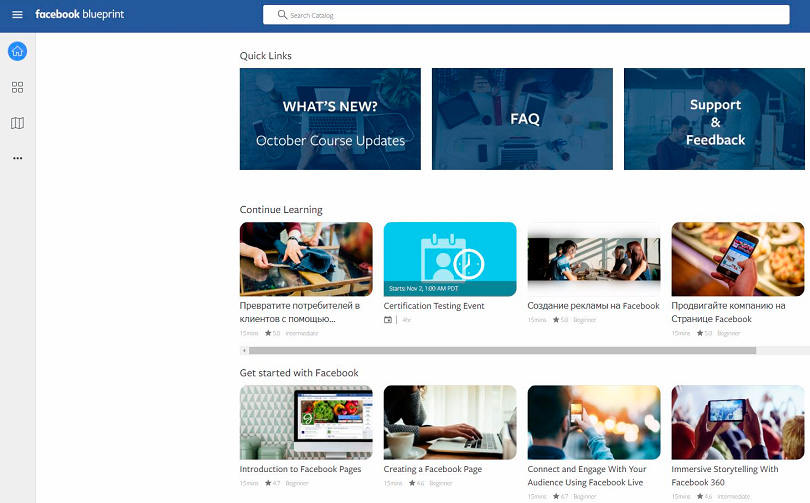 facebook blueprint
Search Catalog
Quick Links
WHAT'S NEW?
October Course Updates
FAQ
Support
&
Feedback
Continue Learning
Starts: Nov 2, 1:00 AM PDT
Превратите потребителей в
клиентов с помощью...
15mins 5.0 Intermediate
Certification Testing Event
4hr
Создание рекламы на Facebook
15mins 5.0 Beginner
Продвигайте компанию на
Странице Facebook
15mins 5.0 Beginner
Get started with Facebook
Introduction to Facebook Pages
15mins 4.7 Beginner
Creating a Facebook Page
15mins 4.6 Beginner
Connect and Engage With Your
Audience Using Facebook Live
15mins 4.7 Beginner
Immersive Storytelling With
Facebook 360
15mins 4.6 Intermediate